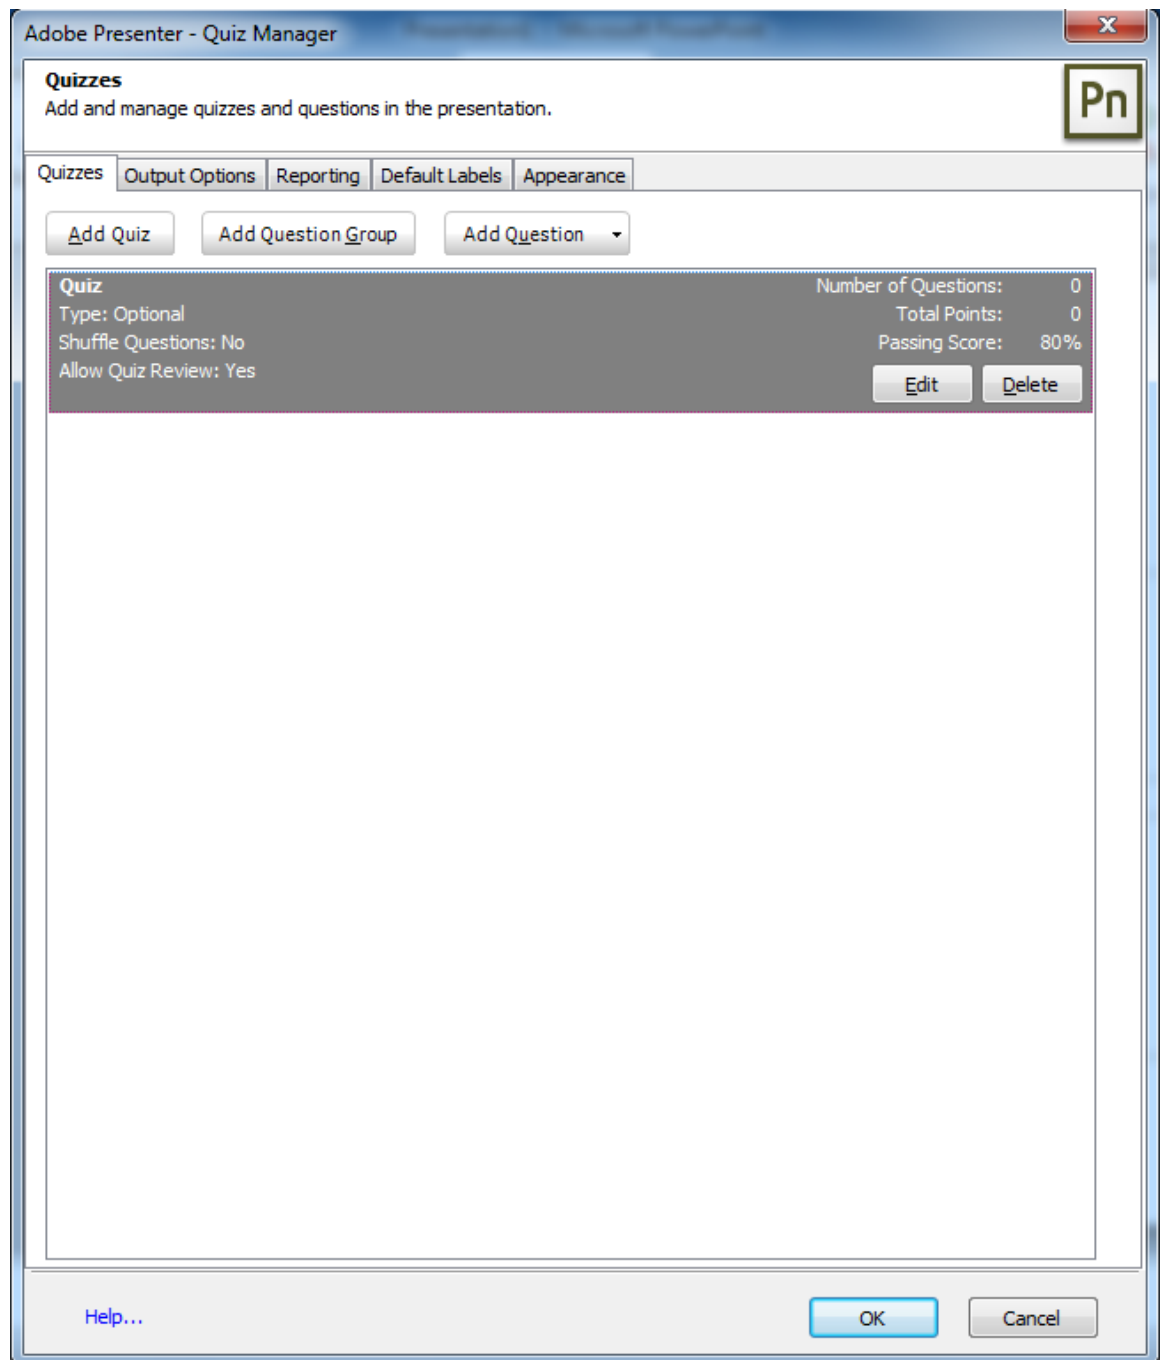 Adobe Presenter - Quiz Manager
X
Quizzes
Add and manage quizzes and questions in the presentation.
Pn
Quizzes Output Options Reporting Default Labels Appearance
Add Quiz Add Question Group Add Question
Quiz Number of Questions: 0
Type: Optional Total Points: 0
Shuffle Questions: No Passing Score: 80%
Allow Quiz Review: Yes
Edit Delete
Help... OK Cancel